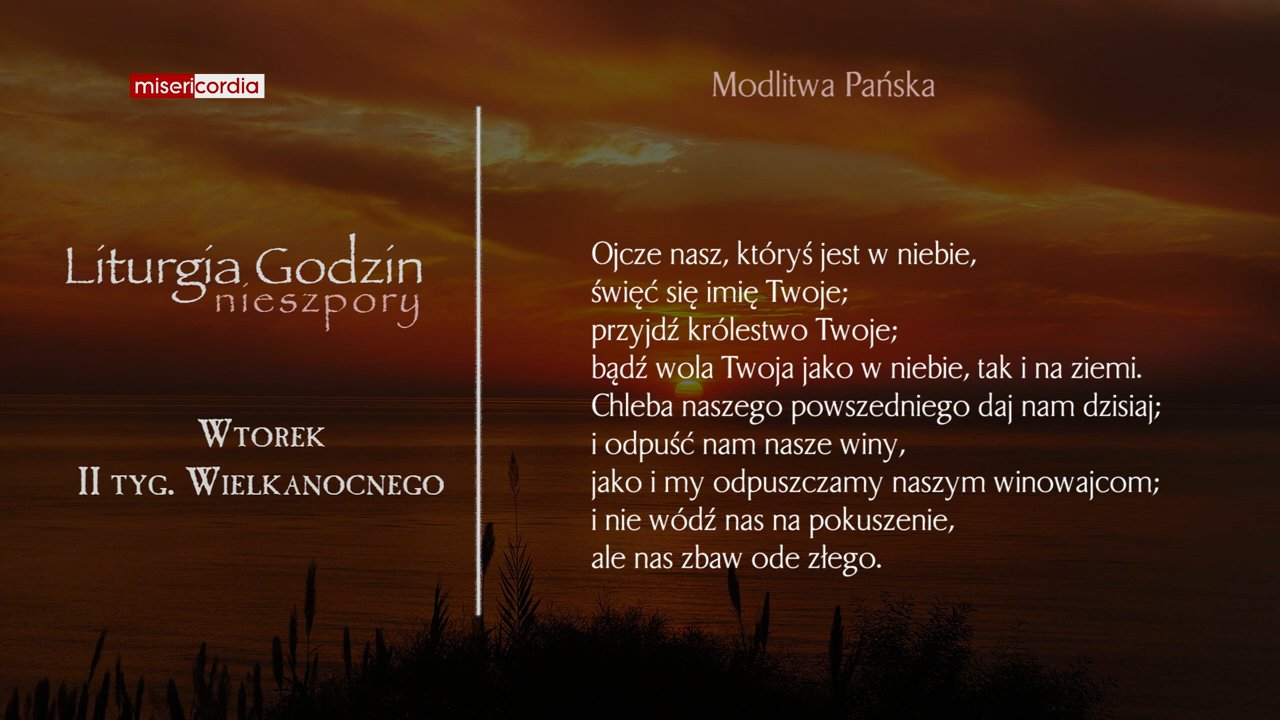 misericordia
Liturgia Godzin
nieszpory
Wtorek
II tyg. Wielkanocnego
Modlitwa Pańska
Ojcze nasz, któryś jest w niebie,
święć się imię Twoje;
przyjdź królestwo Twoje;
bądź wola Twoja jako w niebie, tak i na ziemi.
Chleba naszego powszedniego daj nam dzisiaj;
i odpuść nam nasze winy,
jako i my odpuszczamy naszym winowajcom;
i nie wódź nas na pokuszenie,
ale nas zbaw ode złego.